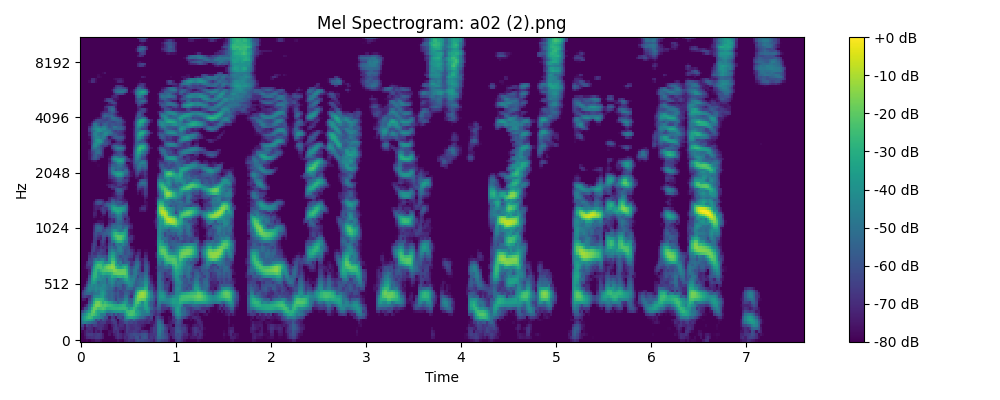 Mel Spectrogram: a02 (2).png
8192
4096
2048
1024
512
0
Hz
0 1 2 3 4 5 6 7
Time
+0 dB
-10 dB
-20 dB
-30 dB
-40 dB
-50 dB
-60 dB
-70 dB
-80 dB